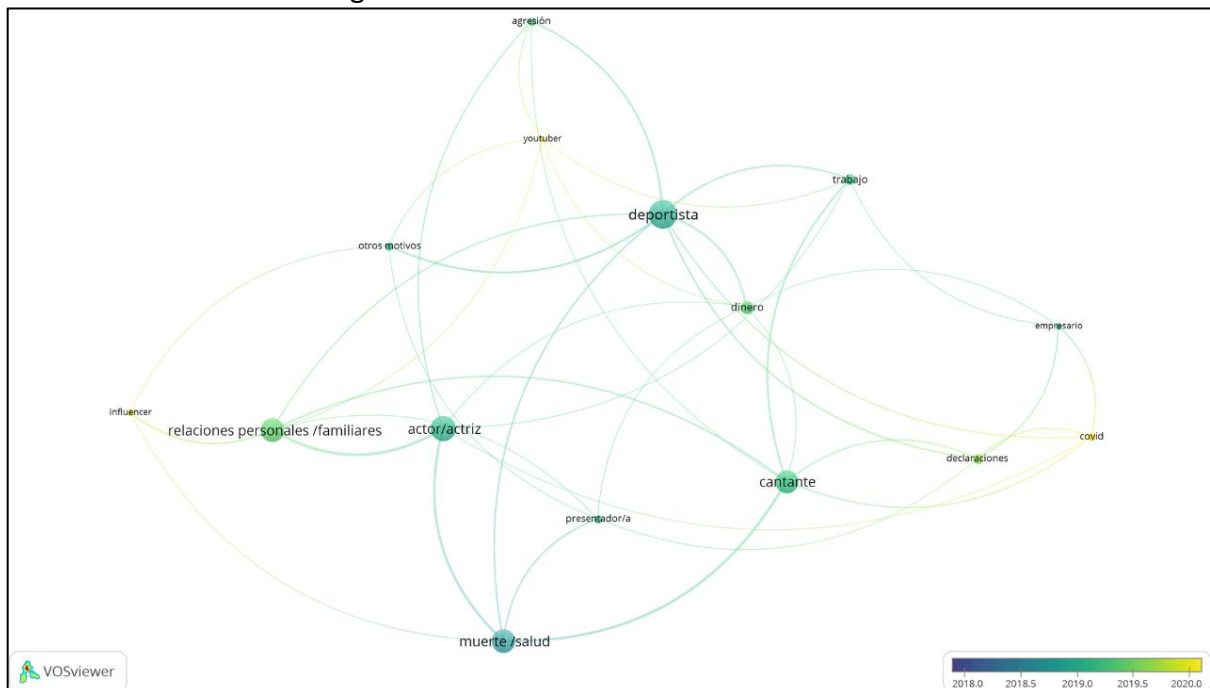 agresión
youtuber
trabajo
deportista
otros motivos
dinero
empresario
influencer
relaciones personales /familiares
actor/actriz
covid
declaraciones
cantante
presentador/a
muerte /salud
VOSviewer
2018.0 2018.5 2019.0 2019.5 2020.0